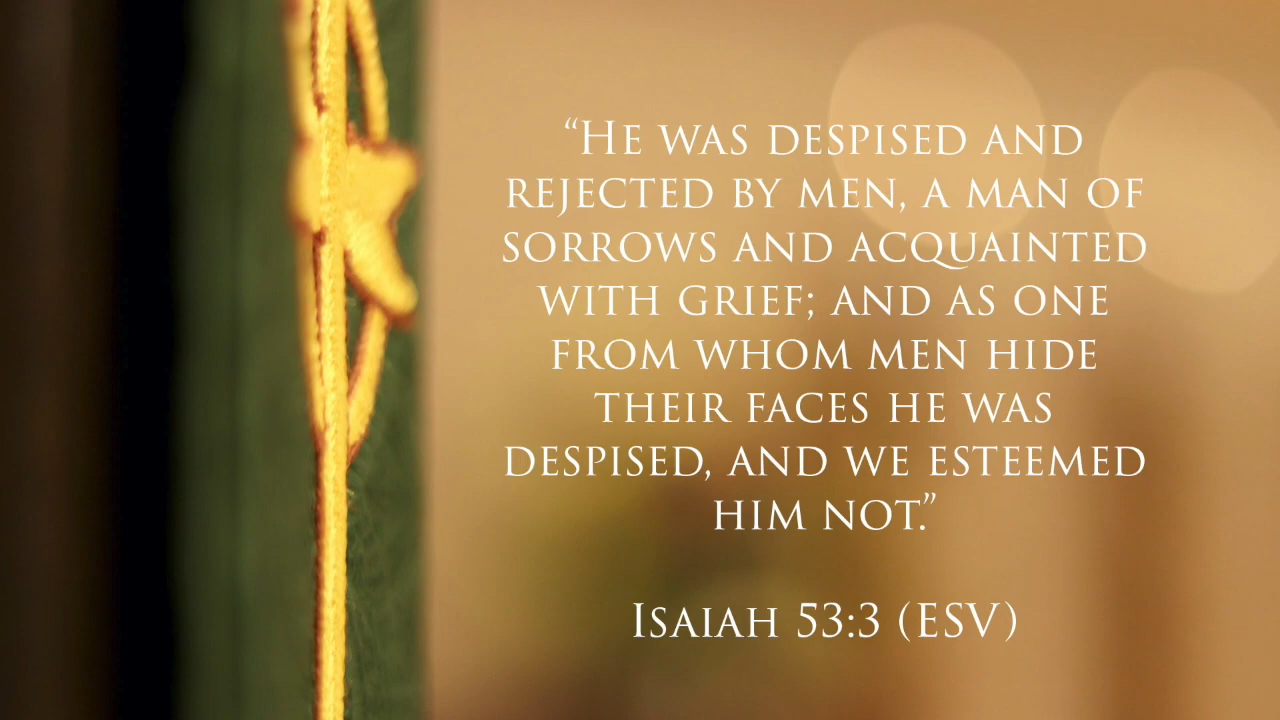 “He was despised and
rejected by men, a man of
sorrows and acquainted
with grief; and as one
from whom men hide
their faces he was
despised, and we esteemed
him not.”
Isaiah 53:3 (ESV)